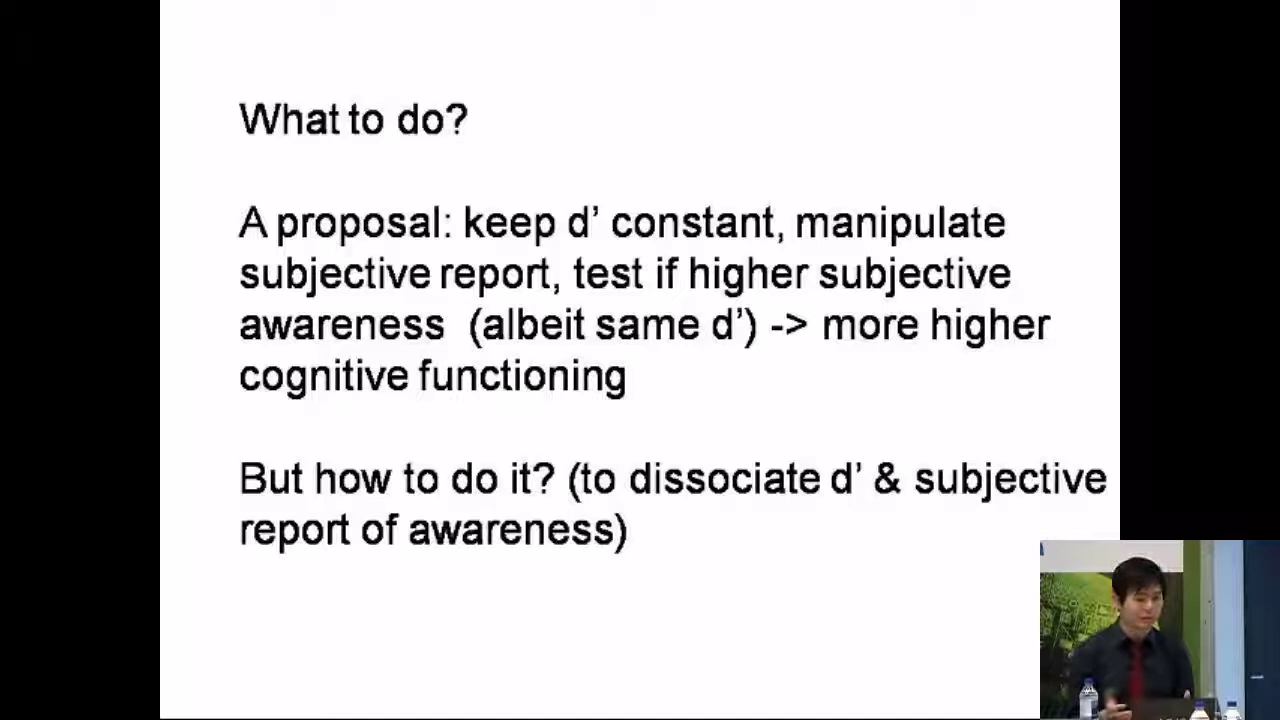 What to do?
A proposal: keep d’ constant, manipulate
subjective report, test if higher subjective
awareness (albeit same d’) -> more higher
cognitive functioning
But how to do it? (to dissociate d’ & subjective
report of awareness)